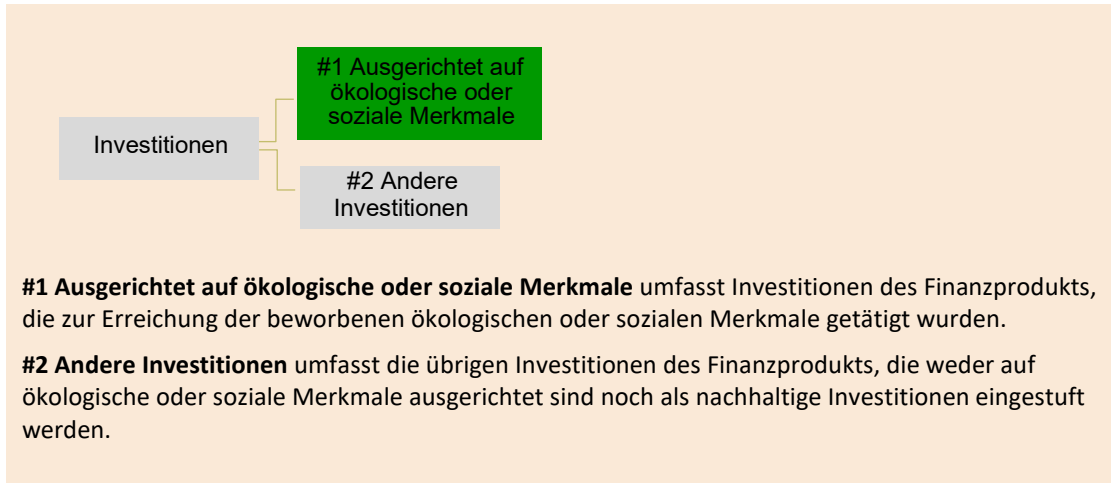 #1 Ausgerichtet auf
ökologische oder
soziale Merkmale
Investitionen
#2 Andere
Investitionen
#1 Ausgerichtet auf ökologische oder soziale Merkmale umfasst Investitionen des Finanzprodukts,
die zur Erreichung der beworbenen ökologischen oder sozialen Merkmale getätigt wurden.
#2 Andere Investitionen umfasst die übrigen Investitionen des Finanzprodukts, die weder auf
ökologische oder soziale Merkmale ausgerichtet sind noch als nachhaltige Investitionen eingestuft
werden.